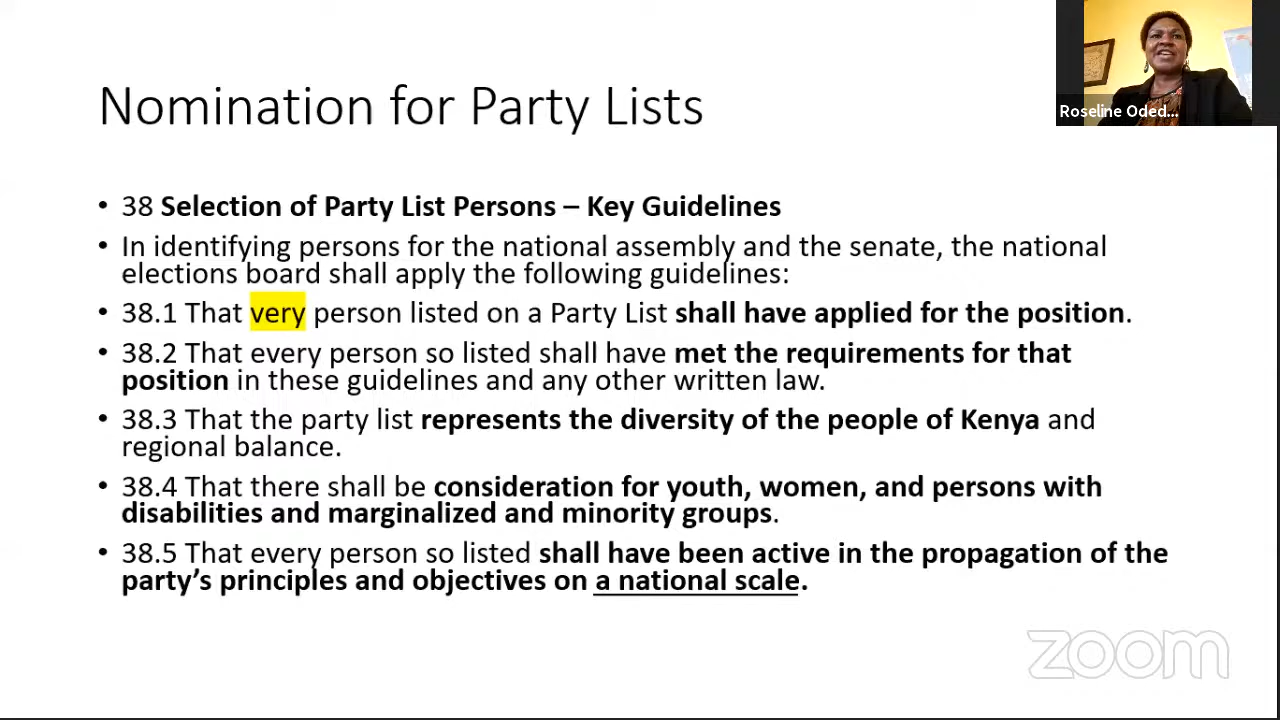 Roseline Oded...
Nomination for Party Lists
• 38 Selection of Party List Persons – Key Guidelines
• In identifying persons for the national assembly and the senate, the national
elections board shall apply the following guidelines:
• 38.1 That very person listed on a Party List shall have applied for the position.
• 38.2 That every person so listed shall have met the requirements for that
position in these guidelines and any other written law.
• 38.3 That the party list represents the diversity of the people of Kenya and
regional balance.
• 38.4 That there shall be consideration for youth, women, and persons with
disabilities and marginalized and minority groups.
• 38.5 That every person so listed shall have been active in the propagation of the
party’s principles and objectives on a national scale.
zoom